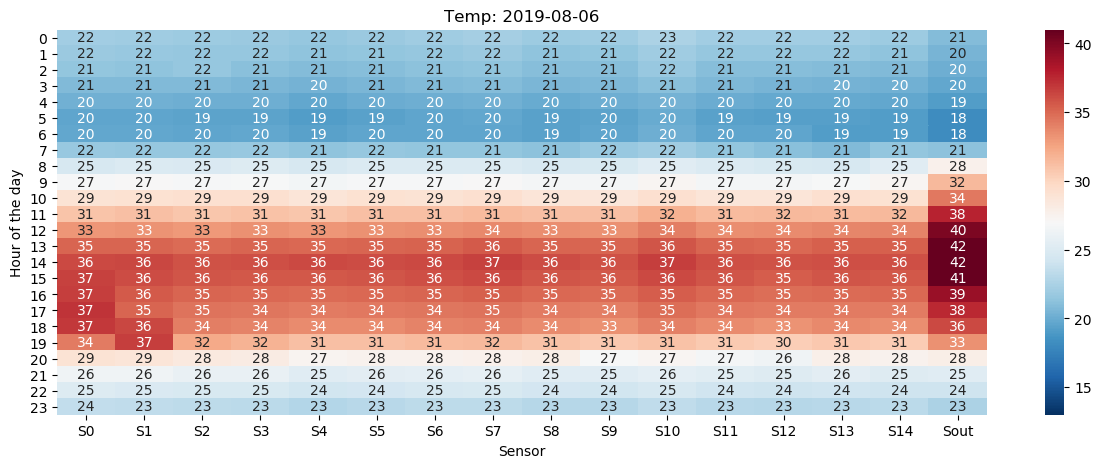 Temp: 2019-08-06
0 22 22 22 22 22 22 22 22 22 22 23 22 22 22 22 21
1 22 22 22 22 21 21 22 22 21 21 22 22 22 22 21 20
2 21 21 22 21 21 21 21 21 21 21 22 21 21 21 21 20
3 21 21 21 21 20 21 21 21 21 21 21 21 21 20 20 20
4 20 20 20 20 20 20 20 20 20 20 20 20 20 20 20 19
5 20 20 19 19 19 19 20 20 19 20 20 19 19 19 19 18
6 20 20 20 20 19 20 20 20 19 20 20 20 20 19 19 18
7 22 22 22 22 21 22 21 21 21 22 22 21 21 21 21 21
8 25 25 25 25 25 25 25 25 25 25 25 25 25 25 25 28
9 27 27 27 27 27 27 27 27 27 27 27 27 27 27 27 32
10 29 29 29 29 29 29 29 29 29 29 29 29 29 29 29 34
11 31 31 31 31 31 31 31 31 31 31 32 31 32 31 32 38
12 33 33 33 33 33 33 33 34 33 33 34 34 34 34 34 40
13 35 35 35 35 35 35 35 36 35 35 36 35 35 35 35 42
14 36 36 36 36 36 36 36 37 36 36 37 36 36 36 36 42
15 37 36 36 36 36 36 36 36 36 36 36 36 35 36 36 41
16 37 36 35 35 35 35 35 35 35 35 35 35 35 35 35 39
17 37 35 35 34 34 34 34 35 34 34 35 34 34 34 34 38
18 37 36 34 34 34 34 34 34 34 33 34 34 33 34 34 36
19 34 37 32 32 31 31 31 32 31 31 31 31 30 31 31 33
20 29 29 28 28 27 28 28 28 28 27 27 27 26 28 28 28
21 26 26 26 26 25 26 26 26 25 25 25 25 25 26 25 25
22 25 25 25 25 24 24 25 25 24 24 25 24 24 24 24 24
23 24 23 23 23 23 23 23 23 23 23 23 23 23 23 23 23
S0 S1 S2 S3 S4 S5 S6 S7 S8 S9 S10 S11 S12 S13 S14 Sout
Sensor
Hour of the day
40
35
30
25
20
15